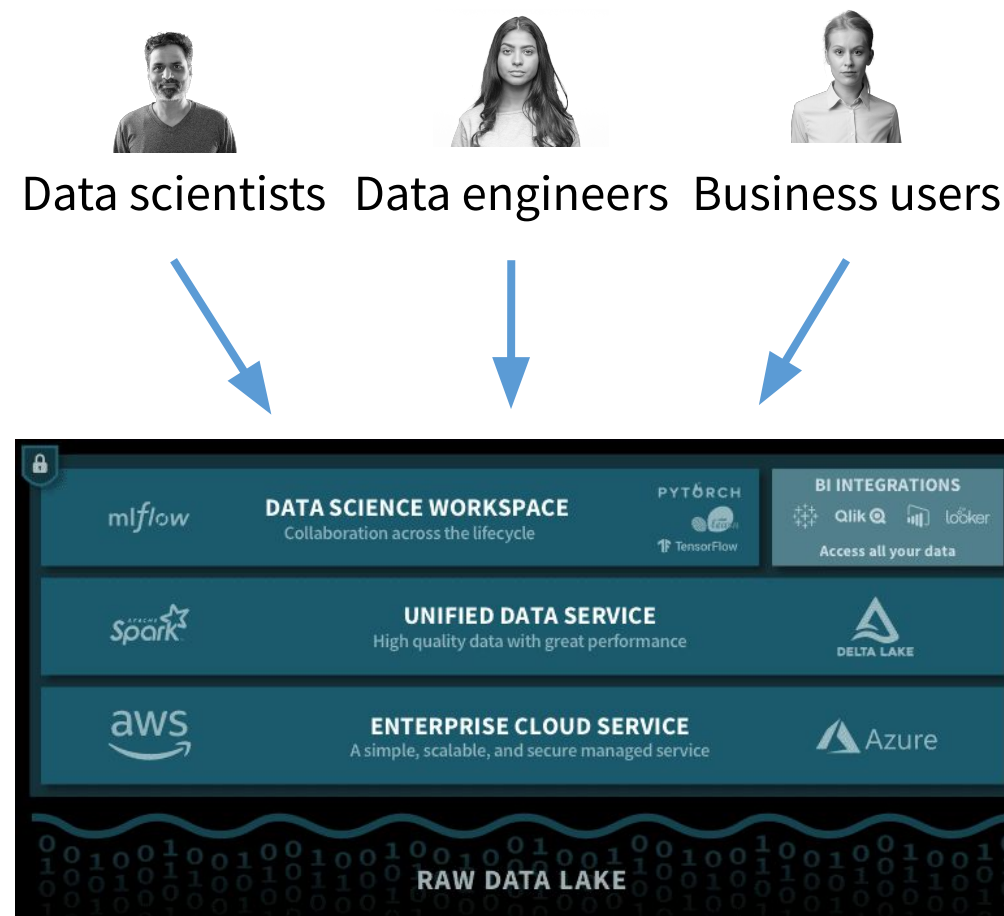 Data scientists Data engineers Business users
mlflow
DATA SCIENCE WORKSPACE
Collaboration across the lifecycle
PYTORCH
TensorFlow
BI INTEGRATIONS
Qlik looker
Access all your data
APACHE
Spark
UNIFIED DATA SERVICE
High quality data with great performance
DELTA LAKE
aws
ENTERPRISE CLOUD SERVICE
A simple, scalable, and secure managed service
Azure
RAW DATA LAKE